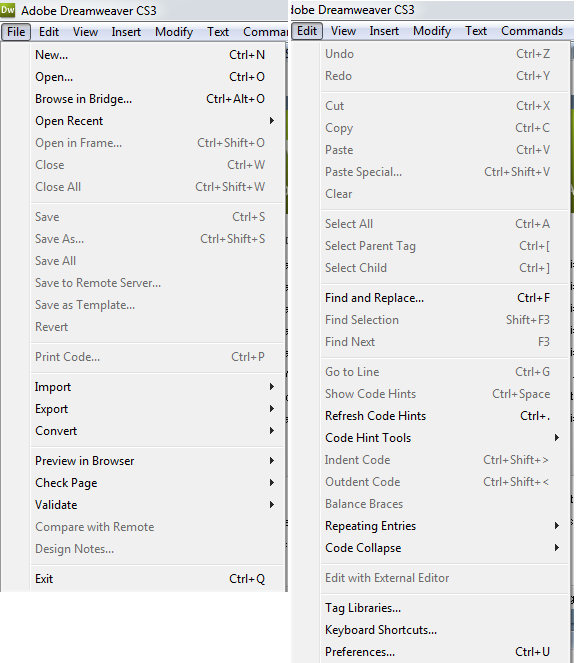 Dw Adobe Dreamweaver CS3
File Edit View Insert Modify Text Comma
New... Ctrl+N
Open... Ctrl+O
Browse in Bridge... Ctrl+Alt+O
Open Recent
Open in Frame... Ctrl+Shift+O
Close Ctrl+W
Close All Ctrl+Shift+W
Save Ctrl+S
Save As... Ctrl+Shift+S
Save All
Save to Remote Server...
Save as Template...
Revert
Print Code... Ctrl+P
Import
Export
Convert
Preview in Browser
Check Page
Validate
Compare with Remote
Design Notes...
Exit Ctrl+Q
dobe Dreamweaver CS3
Edit View Insert Modify Text Commands
Undo Ctrl+Z
Redo Ctrl+Y
Cut Ctrl+X
Copy Ctrl+C
Paste Ctrl+V
Paste Special... Ctrl+Shift+V
Clear
Select All Ctrl+A
Select Parent Tag Ctrl+[
Select Child Ctrl+]
Find and Replace... Ctrl+F
Find Selection Shift+F3
Find Next F3
Go to Line Ctrl+G
Show Code Hints Ctrl+Space
Refresh Code Hints Ctrl+.
Code Hint Tools
Indent Code Ctrl+Shift+>
Outdent Code Ctrl+Shift+<
Balance Braces
Repeating Entries
Code Collapse
Edit with External Editor
Tag Libraries...
Keyboard Shortcuts...
Preferences... Ctrl+U